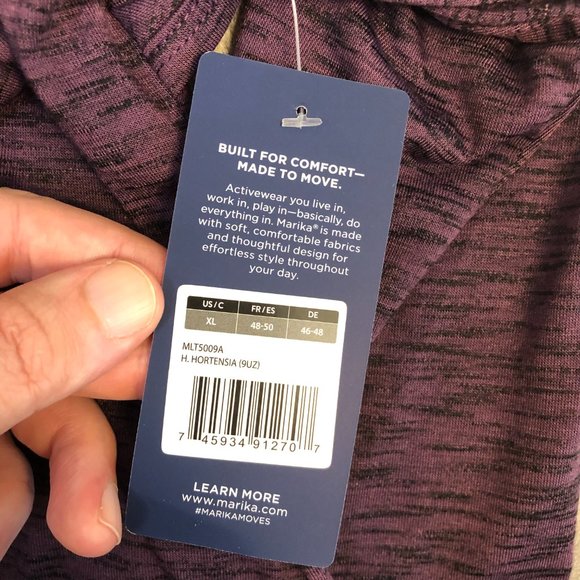 BUILT FOR COMFORT—
MADE TO MOVE.
Activewear you live in,
work in, play in—basically, do
everything in. Marika® is made
with soft, comfortable fabrics
and thoughtful design for
effortless style throughout
your day.
US / C FR / ES DE
XL 48-50 46-48
MLT5009A
H. HORTENSIA (9UZ)
7 45934 91270 7
LEARN MORE
www.marika.com
#MARIKAMOVES